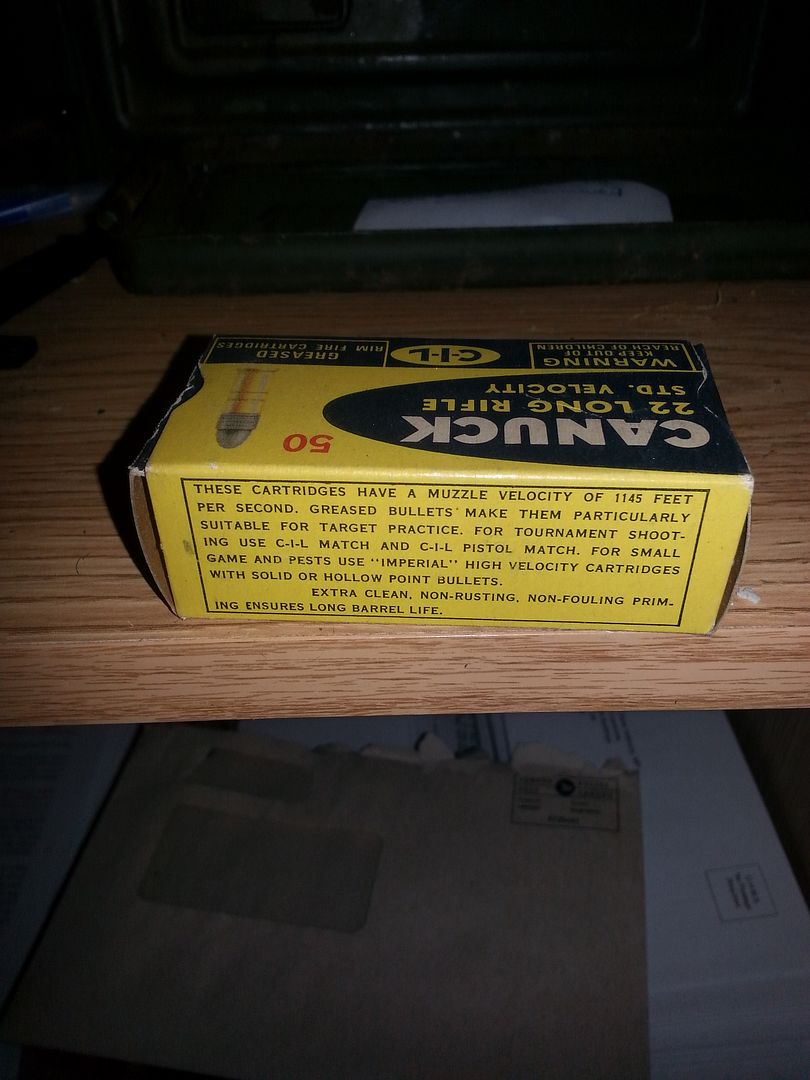 WARNING
KEEP OUT OF
REACH OF CHILDREN
C-I-L
GREASED
RIM FIRE CARTRIDGES
CANUCK
22 LONG RIFLE
STD. VELOCITY
50
THESE CARTRIDGES HAVE A MUZZLE VELOCITY OF 1145 FEET
PER SECOND. GREASED BULLETS MAKE THEM PARTICULARLY
SUITABLE FOR TARGET PRACTICE. FOR TOURNAMENT SHOOT-
ING USE C-I-L MATCH AND C-I-L PISTOL MATCH. FOR SMALL
GAME AND PESTS USE "IMPERIAL" HIGH VELOCITY CARTRIDGES
WITH SOLID OR HOLLOW POINT BULLETS.
EXTRA CLEAN, NON-RUSTING, NON-FOULING PRIM-
ING ENSURES LONG BARREL LIFE.